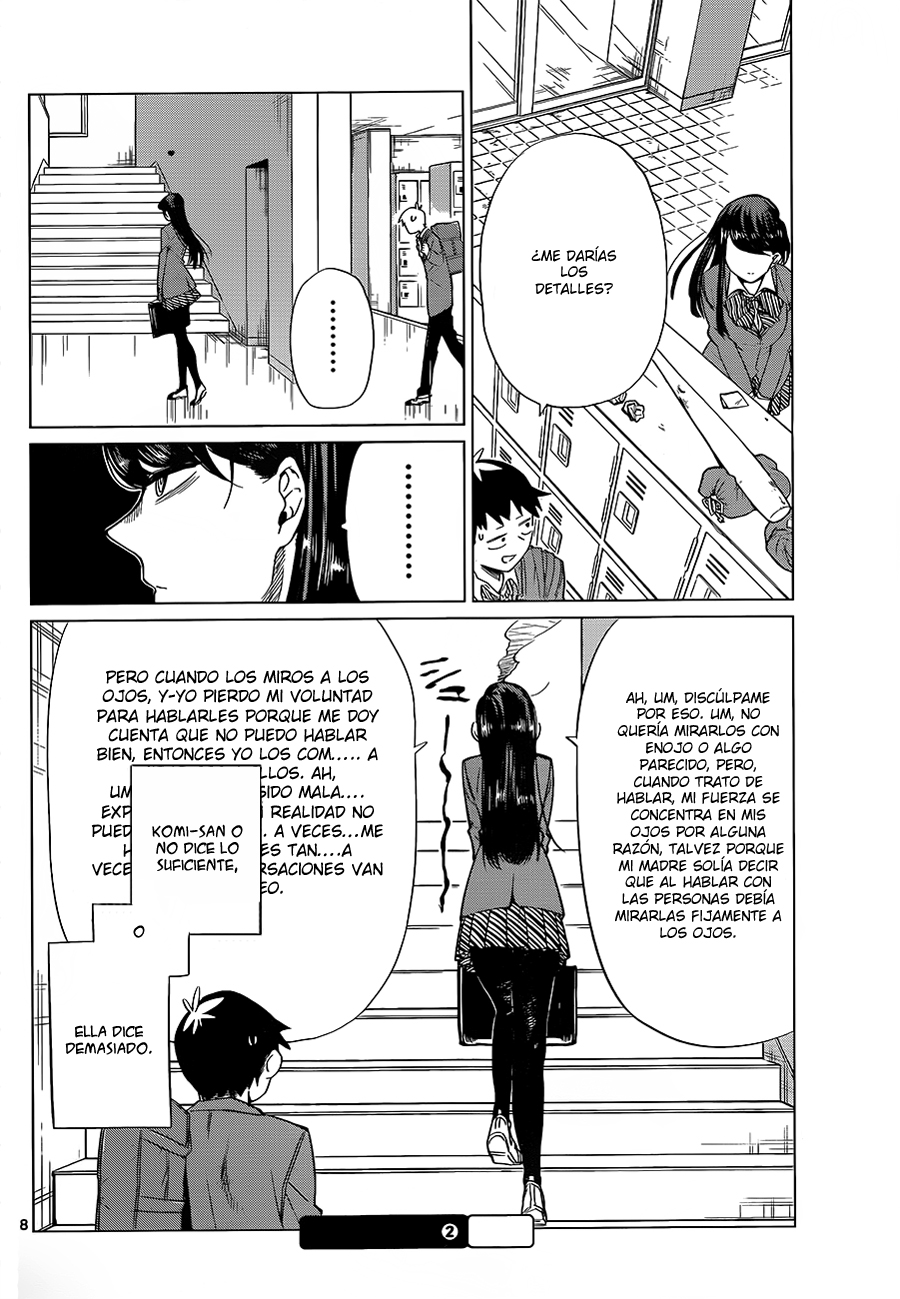 ¿ME DARÍAS
LOS
DETALLES?
........
........
AH, UM, DISCÚLPAME
POR ESO. UM, NO
QUERÍA MIRARLOS CON
ENOJO O ALGO
PARECIDO, PERO,
CUANDO TRATO DE
HABLAR, MI FUERZA SE
CONCENTRA EN MIS
OJOS POR ALGUNA
RAZÓN, TALVEZ PORQUE
MI MADRE SOLÍA DECIR
QUE AL HABLAR CON
LAS PERSONAS DEBÍA
MIRARLAS FIJAMENTE A
LOS OJOS.
PERO CUANDO LOS MIROS A LOS
OJOS, Y-YO PIERDO MI VOLUNTAD
PARA HABLARLES PORQUE ME DOY
CUENTA QUE NO PUEDO HABLAR
BIEN, ENTONCES YO LOS COM..... A
LLOS. AH,
UM SIDO MALA....
EXP REALIDAD NO
PUED . A VECES...ME
H ES TAN....A
VECE RSACIONES VAN
EO.
KOMI-SAN O
NO DICE LO
SUFICIENTE,
ELLA DICE
DEMASIADO.
8
2